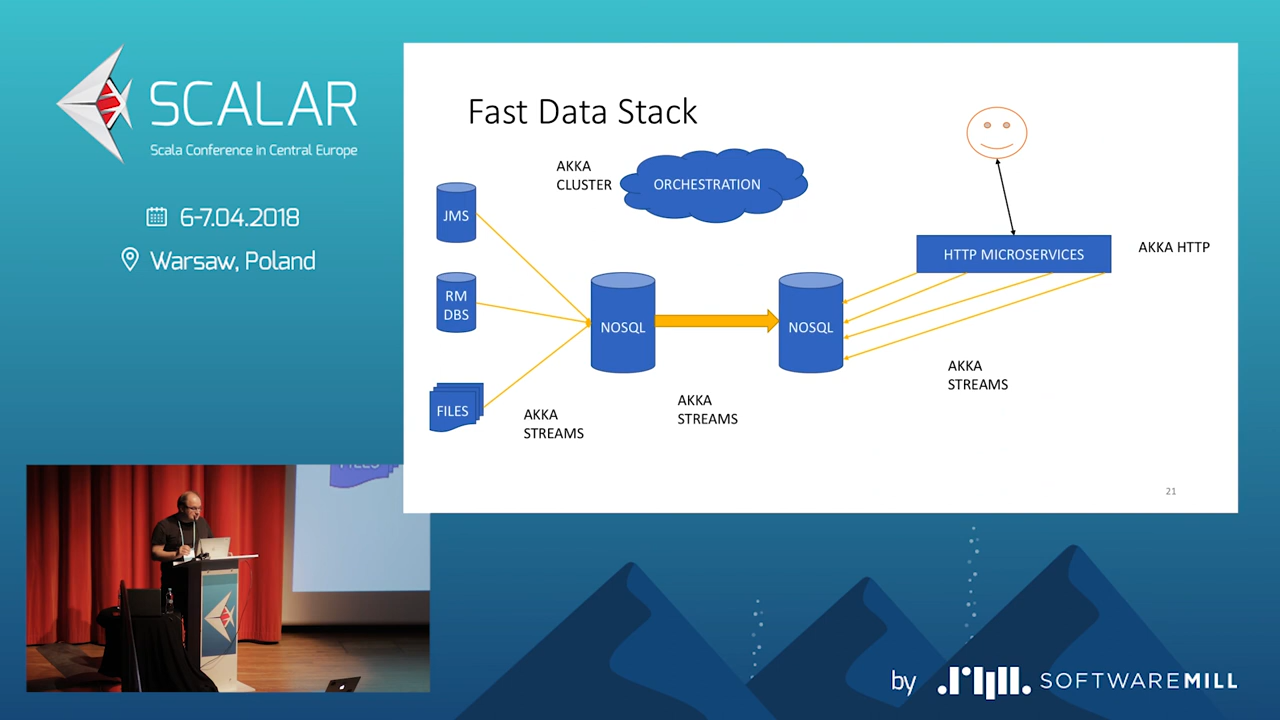 SCALAR
Scala Conference in Central Europe
6-7.04.2018
Warsaw, Poland
Fast Data Stack
AKKA
CLUSTER
ORCHESTRATION
JMS
RM
DBS
FILES
NOSQL
NOSQL
HTTP MICROSERVICES
AKKA HTTP
AKKA
STREAMS
AKKA
STREAMS
AKKA
STREAMS
21
FILES
by
SOFTWAREMILL